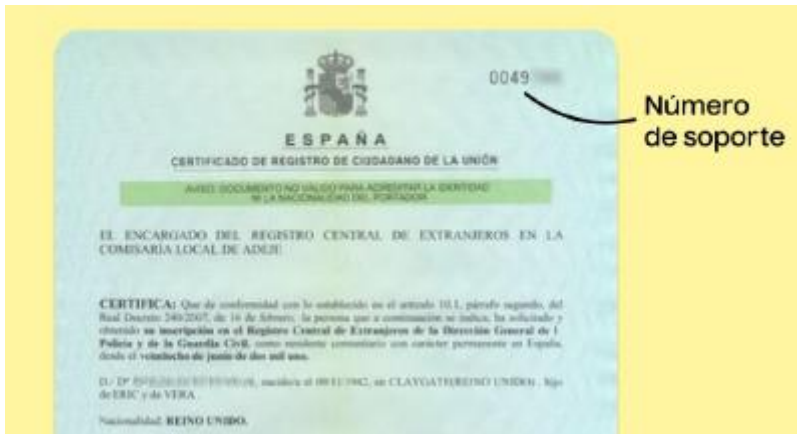 0049
Número
de soporte
ESPAÑA
CERTIFICADO DE REGISTRO DE CIUDADANO DE LA UNIÓN
AVISO: DOCUMENTO NO VÁLIDO PARA ACREDITAR LA IDENTIDAD
NI LA NACIONALIDAD DEL PORTADOR
EL ENCARGADO DEL REGISTRO CENTRAL DE EXTRANJEROS EN LA
COMISARÍA LOCAL DE ADEJE
CERTIFICA: Que de conformidad con lo establecido en el artículo 10.1, párrafo segundo, del
Real Decreto 240/2007, de 16 de febrero, la persona que a continuación se indica, ha solicitado y
obtenido su inscripción en el Registro Central de Extranjeros de la Dirección General de l
Policía y de la Guardia Civil, como residente comunitario con carácter permanente en España,
desde el veintiocho de junio de dos mil uno.
D./ Dª nacido/a el 1942, en CLAYGATE(REINO UNIDO) , hijo
de ERIC y de VERA
Nacionalidad: REINO UNIDO.